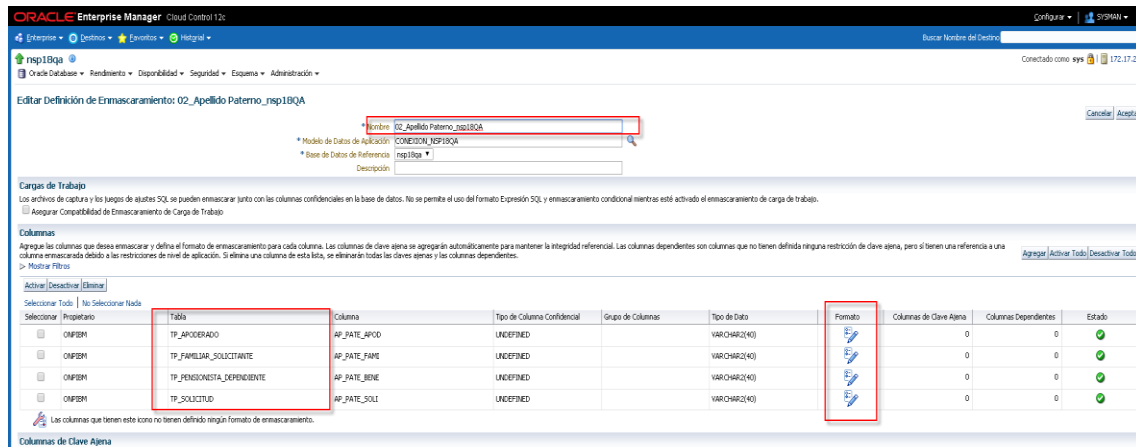 ORACLE Enterprise Manager Cloud Control 12c
Configurar SYSMAN
Enterprise Destinos Favoritos Historial
Buscar Nombre del Destino
nsp18qa
Conectado como sys 172.17.2
Oracle Database Rendimiento Disponibilidad Seguridad Esquema Administración
Editar Definición de Enmascaramiento: 02_Apellido Paterno_nsp18QA
Cancelar Acepta
* Nombre 02_Apellido Paterno_nsp18QA
* Modelo de Datos de Aplicación CONEXION_NSP18QA
* Base de Datos de Referencia nsp18qa
Descripción
Cargas de Trabajo
Los archivos de captura y los juegos de ajustes SQL se pueden enmascarar junto con las columnas confidenciales en la base de datos. No se permite el uso del formato Expresión SQL y enmascaramiento condicional mientras esté activado el enmascaramiento de carga de trabajo.
Asegurar Compatibilidad de Enmascaramiento de Carga de Trabajo
Columnas
Agregue las columnas que desea enmascarar y defina el formato de enmascaramiento para cada columna. Las columnas de clave ajena se agregarán automáticamente para mantener la integridad referencial. Las columnas dependientes son columnas que no tienen definida ninguna restricción de clave ajena, pero sí tienen una referencia a una
columna enmascarada debido a las restricciones de nivel de aplicación. Si elimina una columna de esta lista, se eliminarán todas las claves ajenas y las columnas dependientes.
Agregar Activar Todo Desactivar Todo
Mostrar Filtros
Activar Desactivar Eliminar
Seleccionar Todo | No Seleccionar Nada
Seleccionar Propietario Tabla Columna Tipo de Columna Confidencial Grupo de Columnas Tipo de Dato Formato Columnas de Clave Ajena Columnas Dependientes Estado
ONPIBM TP_APODERADO AP_PATE_APOD UNDEFINED VARCHAR2(40) 0 0
ONPIBM TP_FAMILIAR_SOLICITANTE AP_PATE_FAMI UNDEFINED VARCHAR2(40) 0 0
ONPIBM TP_PENSIONISTA_DEPENDIENTE AP_PATE_BENE UNDEFINED VARCHAR2(40) 0 0
ONPIBM TP_SOLICITUD AP_PATE_SOLI UNDEFINED VARCHAR2(40) 0 0
Las columnas que tienen este icono no tienen definido ningún formato de enmascaramiento.
Columnas de Clave Ajena